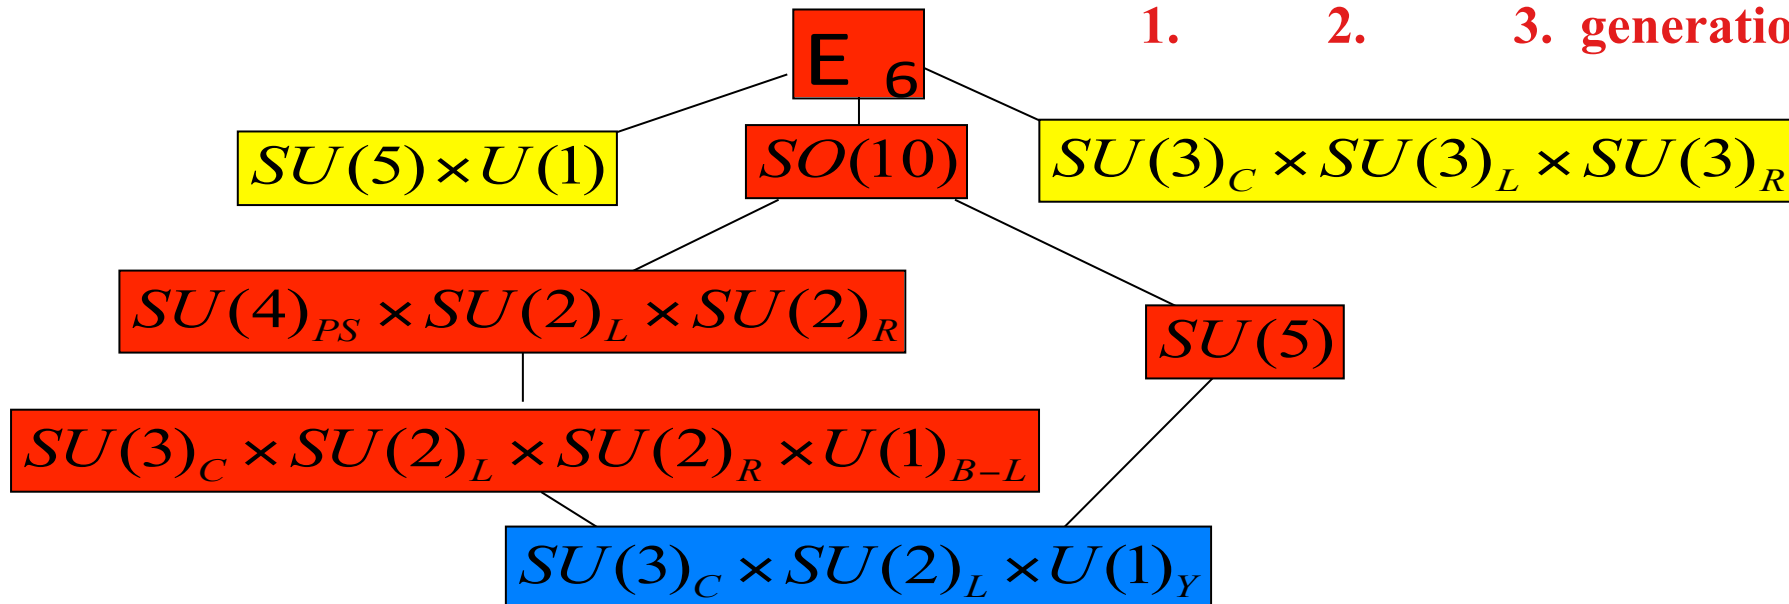 1. 2. 3. generatio
E 6
SU(5)×U(1)
SO(10)
SU(3)_C × SU(3)_L × SU(3)_R
SU(4)_PS × SU(2)_L × SU(2)_R
SU(5)
SU(3)_C × SU(2)_L × SU(2)_R × U(1)_B−L
SU(3)_C × SU(2)_L × U(1)_Y